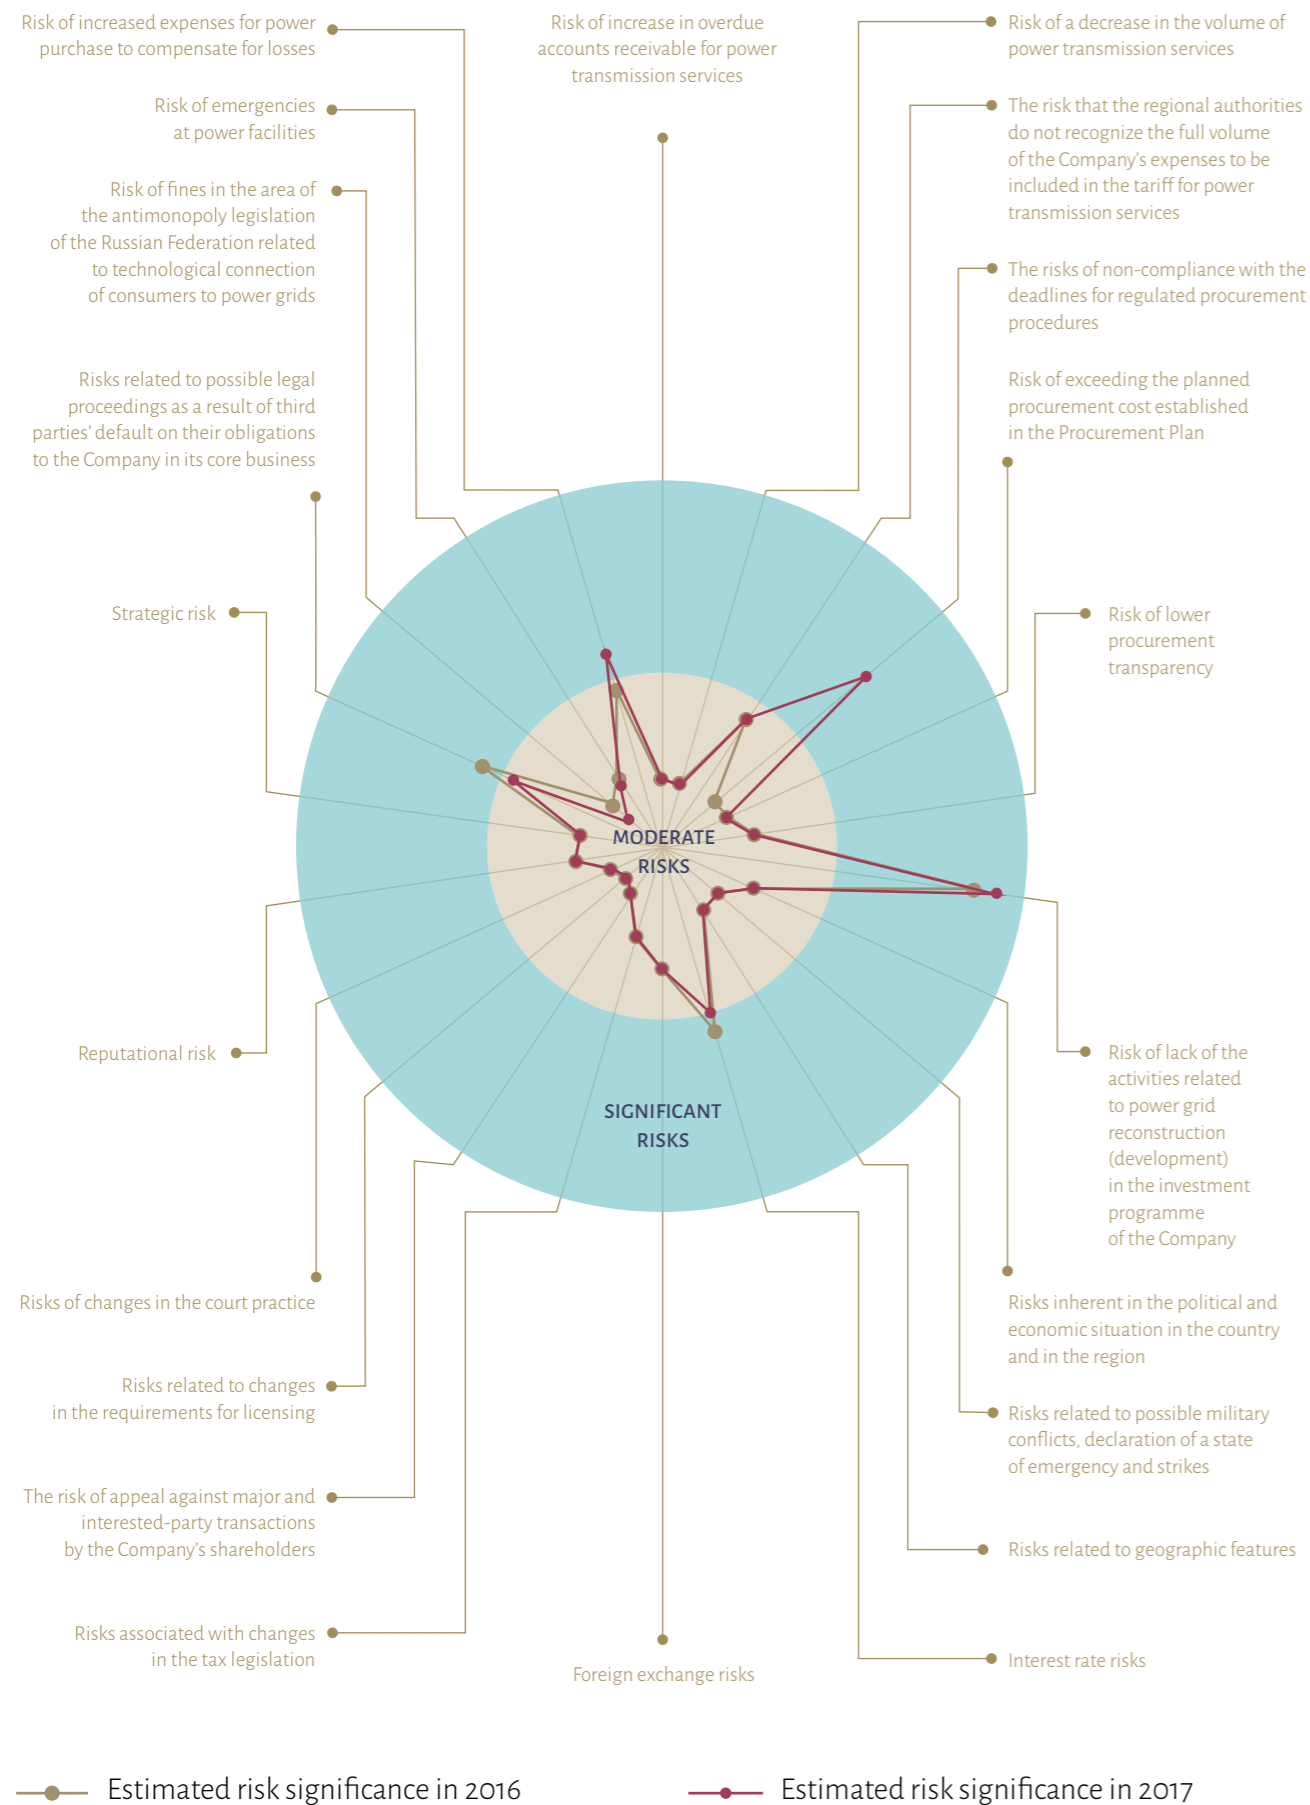 Risk of increased expenses for power
purchase to compensate for losses
Risk of emergencies
at power facilities
Risk of fines in the area of
the antimonopoly legislation
of the Russian Federation related
to technological connection
of consumers to power grids
Risks related to possible legal
proceedings as a result of third
parties' default on their obligations
to the Company in its core business
Strategic risk
Reputational risk
Risks of changes in the court practice
Risks related to changes
in the requirements for licensing
The risk of appeal against major and
interested-party transactions
by the Company's shareholders
Risks associated with changes
in the tax legislation
Risk of increase in overdue
accounts receivable for power
transmission services
MODERATE
RISKS
SIGNIFICANT
RISKS
Foreign exchange risks
Risk of a decrease in the volume of
power transmission services
The risk that the regional authorities
do not recognize the full volume
of the Company's expenses to be
included in the tariff for power
transmission services
The risks of non-compliance with the
deadlines for regulated procurement
procedures
Risk of exceeding the planned
procurement cost established
in the Procurement Plan
Risk of lower
procurement
transparency
Risk of lack of the
activities related
to power grid
reconstruction
(development)
in the investment
programme
of the Company
Risks inherent in the political and
economic situation in the country
and in the region
Risks related to possible military
conflicts, declaration of a state
of emergency and strikes
Risks related to geographic features
Interest rate risks
Estimated risk significance in 2016
Estimated risk significance in 2017